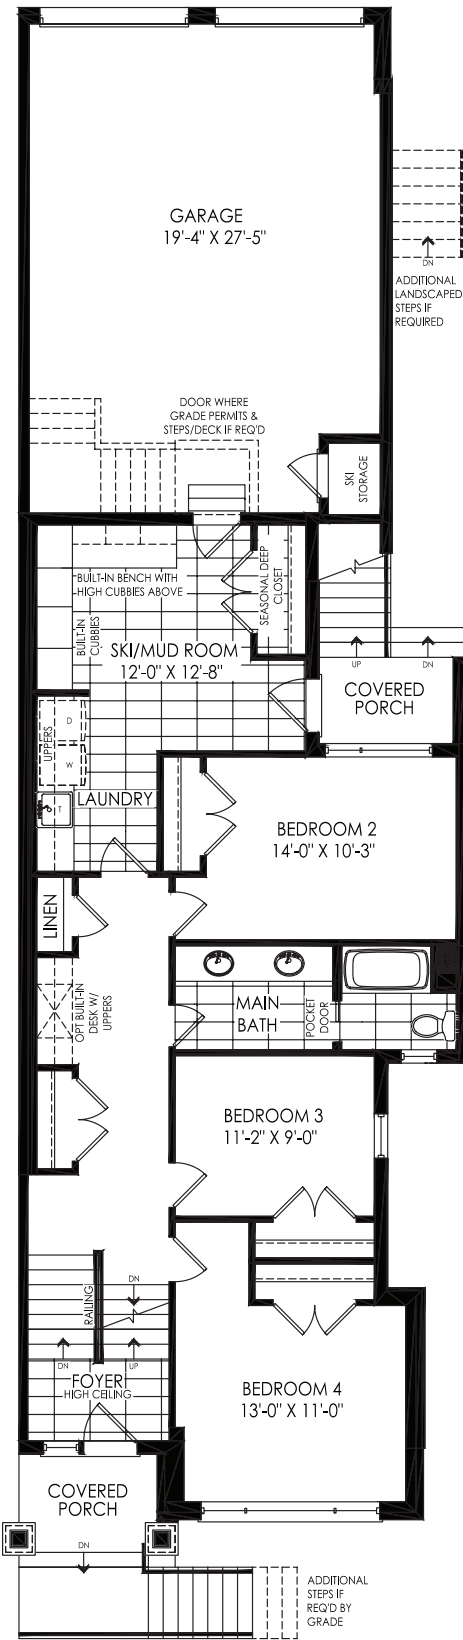 GARAGE
19'-4" X 27'-5"
DN
ADDITIONAL
LANDSCAPED
STEPS IF
REQUIRED
DOOR WHERE
GRADE PERMITS &
STEPS/DECK IF REQ'D
SKI
STORAGE
SEASONAL DEEP
CLOSET
BUILT-IN BENCH WITH
HIGH CUBBIES ABOVE
BUILT-IN
CUBBIES
SKI/MUD ROOM
12'-0" X 12'-8"
UP
DN
COVERED
PORCH
UPPERS
D
W
T
LAUNDRY
BEDROOM 2
14'-0" X 10'-3"
LINEN
OPT BUILT-IN
DESK W/
UPPERS
MAIN
BATH
POCKET
DOOR
BEDROOM 3
11'-2" X 9'-0"
RAILING
DN
DN
UP
FOYER
HIGH CEILING
BEDROOM 4
13'-0" X 11'-0"
COVERED
PORCH
DN
ADDITIONAL
STEPS IF
REQ'D BY
GRADE